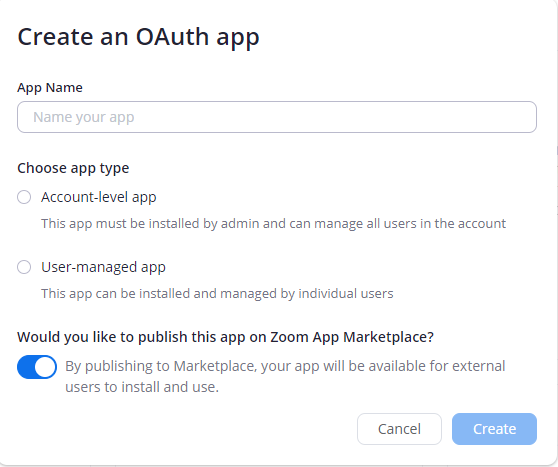 Create an OAuth app
App Name
Name your app
Choose app type
Account-level app
This app must be installed by admin and can manage all users in the account
User-managed app
This app can be installed and managed by individual users
Would you like to publish this app on Zoom App Marketplace?
By publishing to Marketplace, your app will be available for external
users to install and use.
Cancel
Create